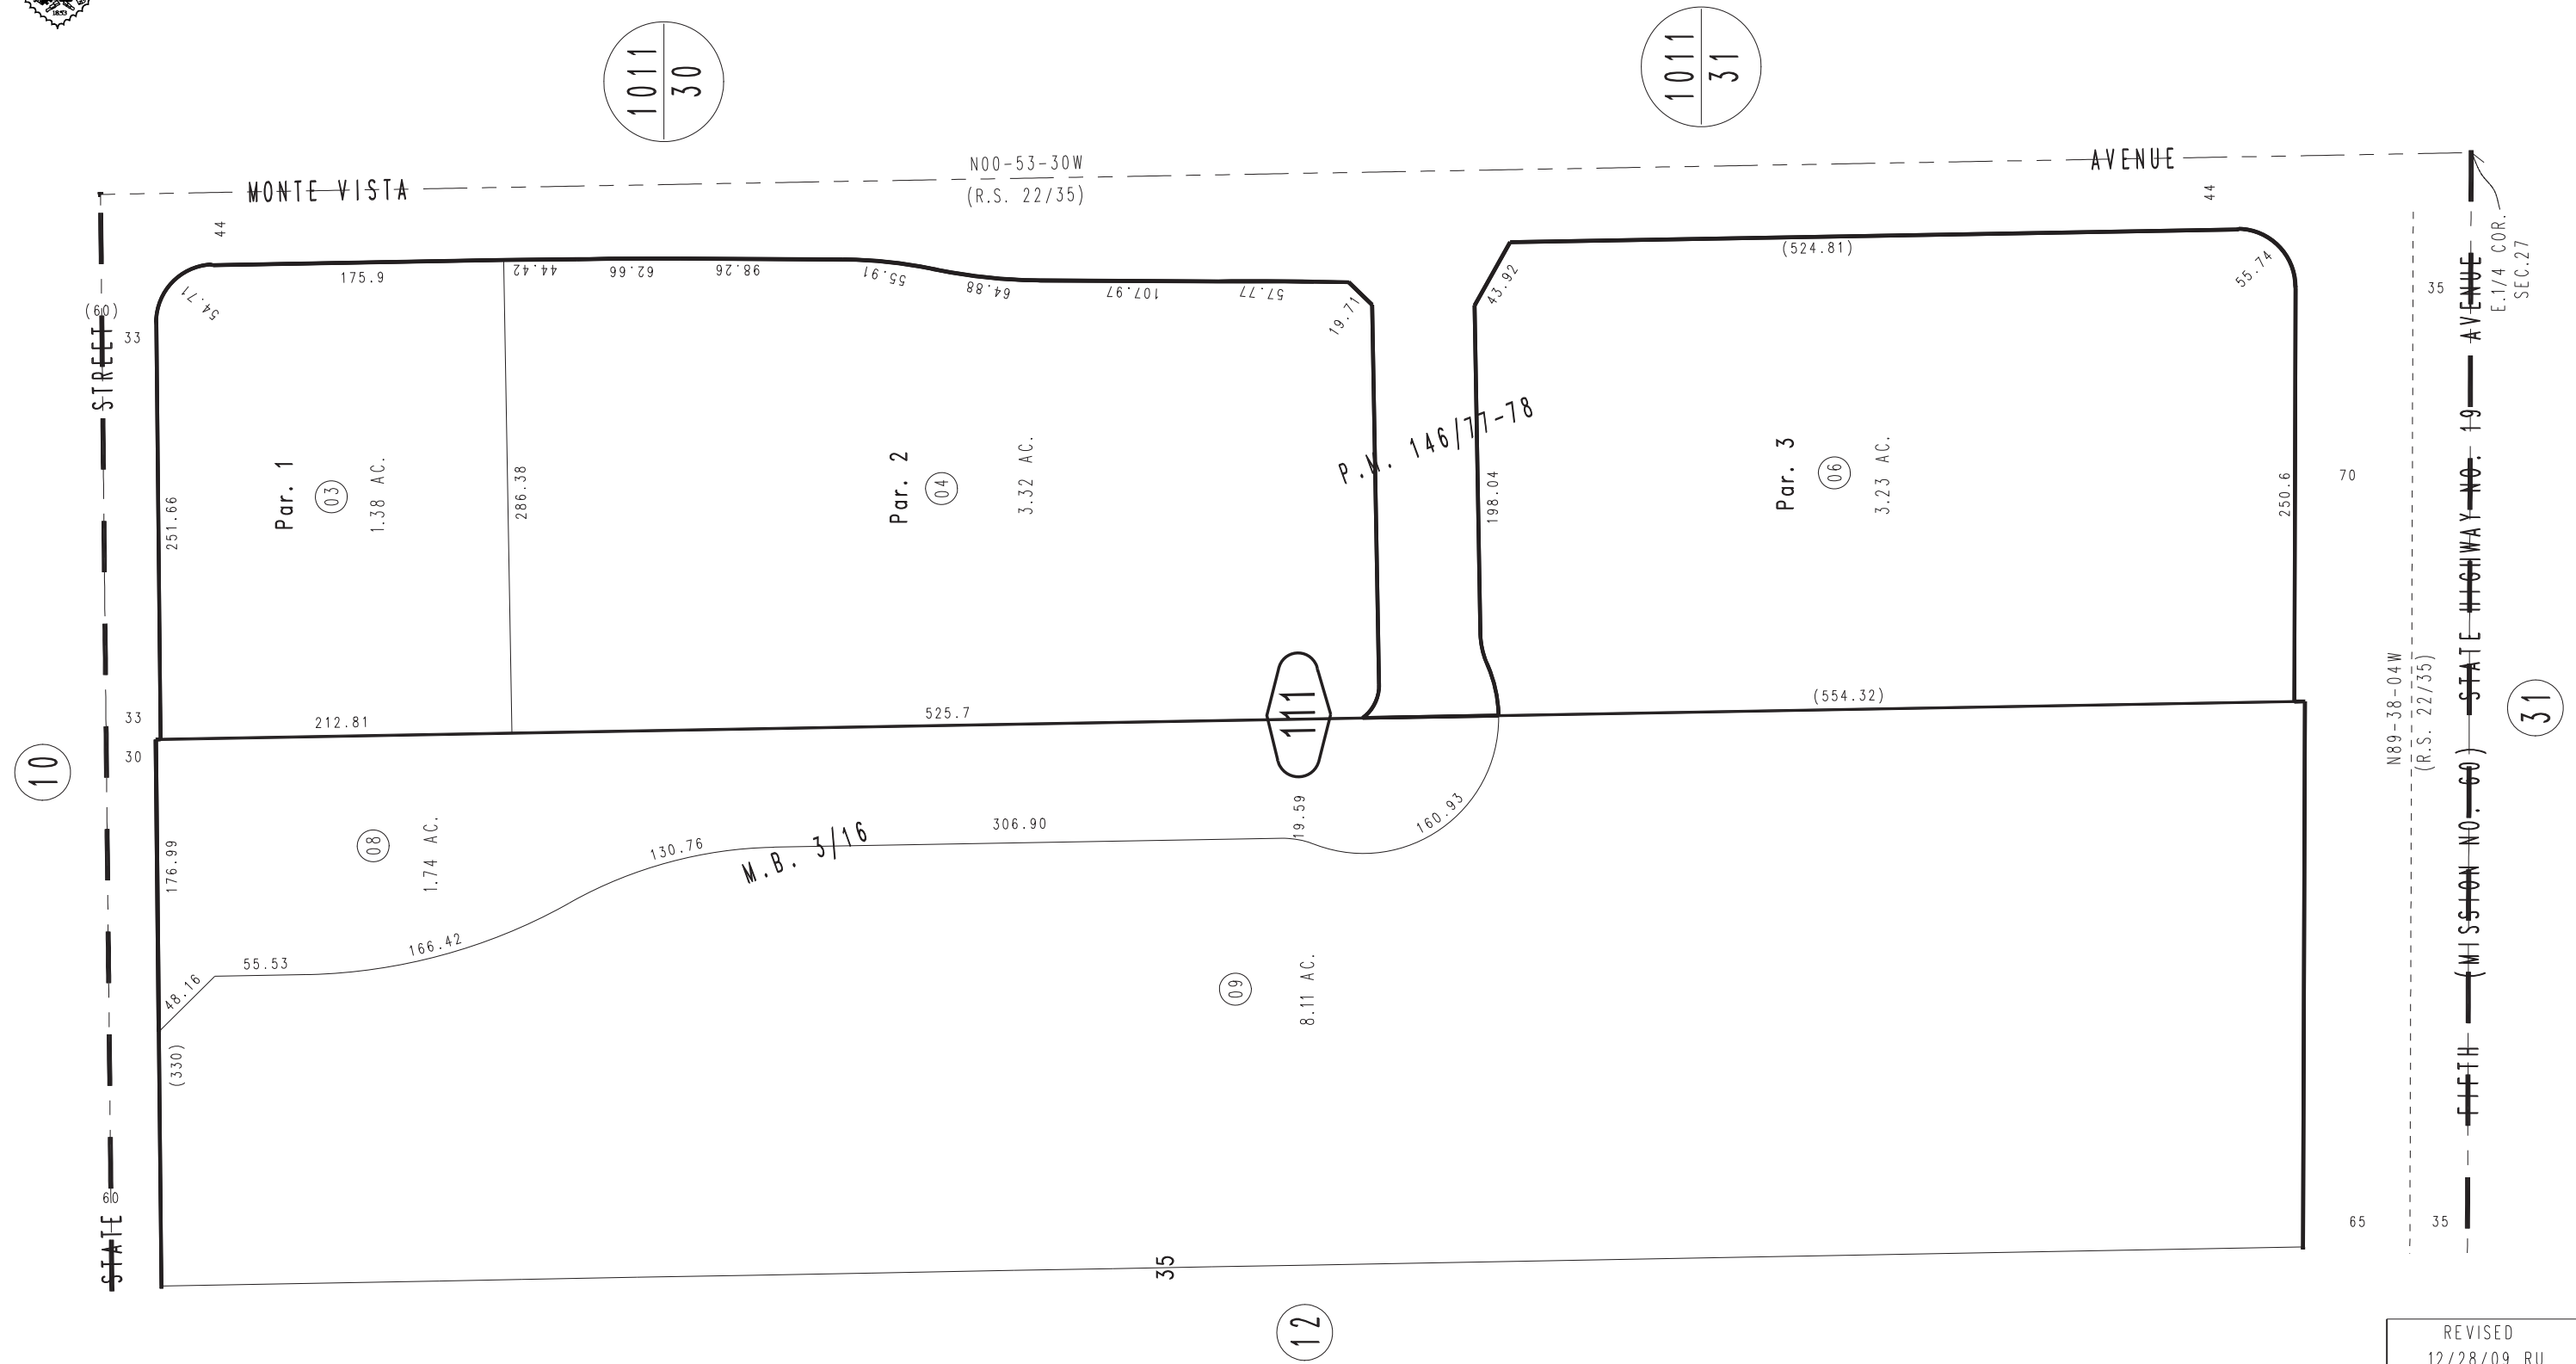 1853
1011
30
1011
31
N00-53-30W
MONTE VISTA
AVENUE
(R.S. 22/35)
44
44
E.1/4 COR.
SEC.27
(524.81)
175.9
44.42
62.66
98.26
55.91
64.88
107.97
57.77
19.71
43.92
55.74
54.71
(60)
33
35
STREET
251.66
Par. 1
03
1.38 AC.
286.38
Par. 2
04
3.32 AC.
P.M. 146/77-78
198.04
Par. 3
06
3.23 AC.
250.6
70
FIFTH (MISSION NO. 60) STATE HIGHWAY NO. 19 AVENUE
N89-38-04W
(R.S. 22/35)
31
33
212.81
525.7
111
(554.32)
30
10
176.99
08
1.74 AC.
130.76
M.B. 3/16
306.90
19.59
160.93
166.42
55.53
48.16
(330)
09
8.11 AC.
60
STATE
35
65
35
12
REVISED
12/28/09 RU